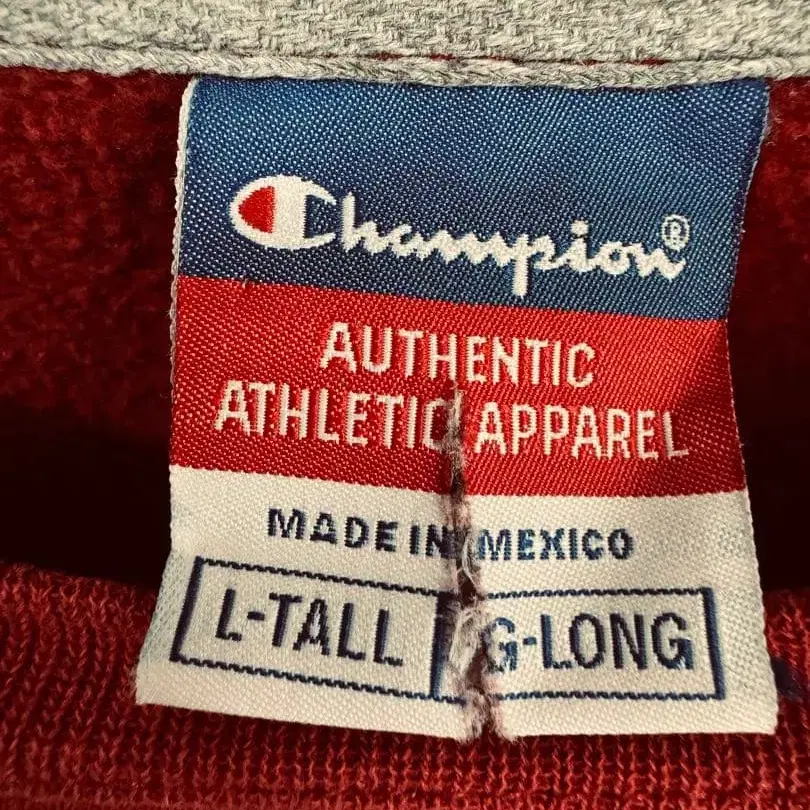 Champion®
AUTHENTIC
ATHLETIC APPAREL
MADE IN MEXICO
L-TALL G-LONG